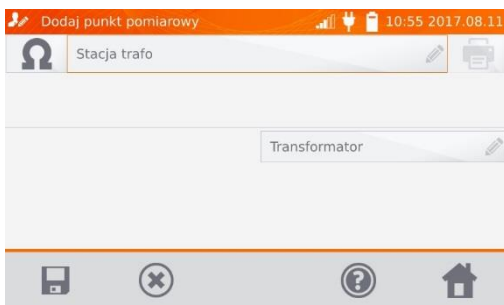 Dodaj punkt pomiarowy 10:55 2017.08.11
Ω Stacja trafo
Transformator